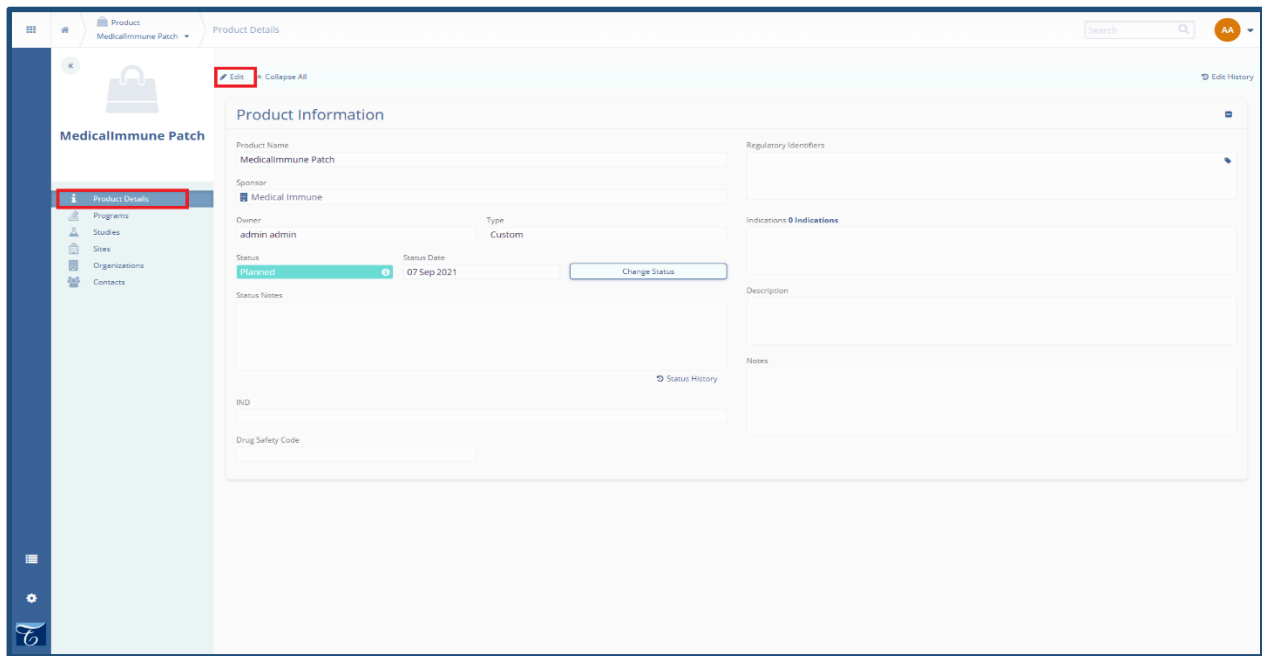 Product
MedicalImmune Patch
Product Details
Search
AA
MedicalImmune Patch
Product Details
Programs
Studies
Sites
Organizations
Contacts
Edit
Collapse All
Edit History
Product Information
Product Name
MedicalImmune Patch
Sponsor
Medical Immune
Owner
admin admin
Type
Custom
Status
Planned
Status Date
07 Sep 2021
Change Status
Status Notes
Status History
IND
Drug Safety Code
Regulatory Identifiers
Indications 0 Indications
Description
Notes